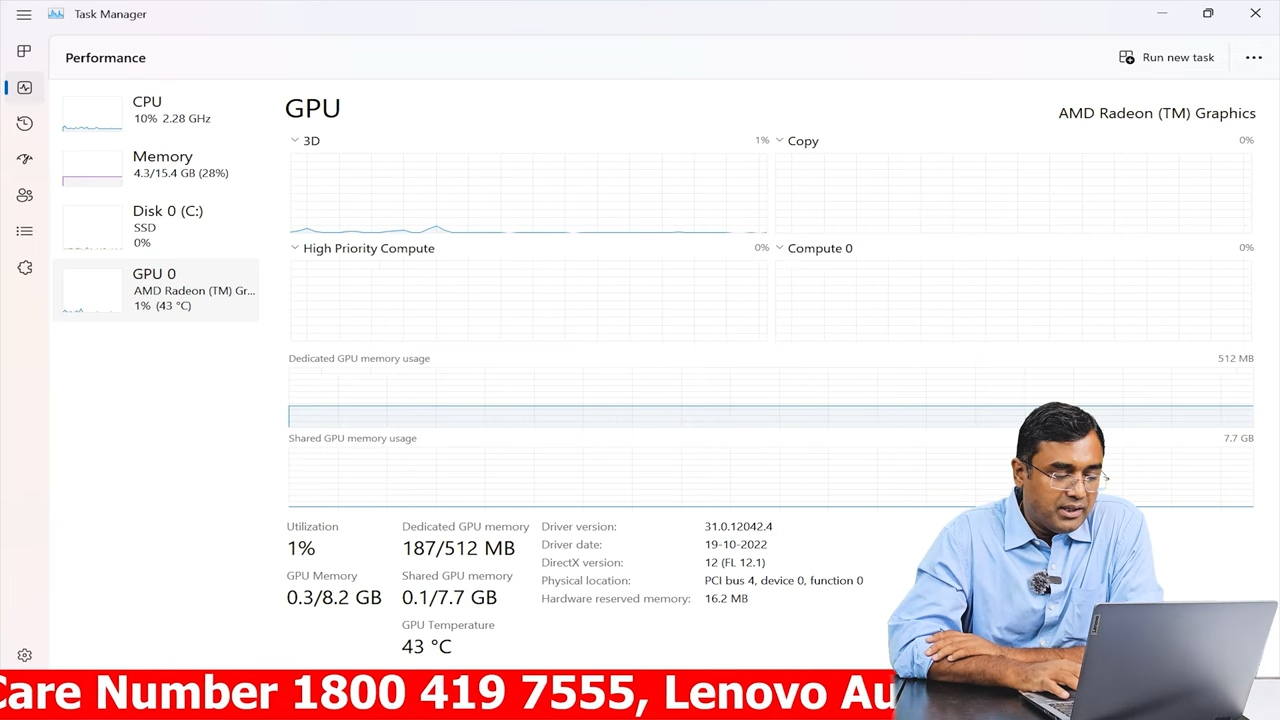 Task Manager
Performance
Run new task
CPU
10% 2.28 GHz
Memory
4.3/15.4 GB (28%)
Disk 0 (C:)
SSD
0%
GPU 0
AMD Radeon (TM) Gr...
1% (43 °C)
GPU
AMD Radeon (TM) Graphics
3D 1%
Copy 0%
High Priority Compute 0%
Compute 0 0%
Dedicated GPU memory usage 512 MB
Shared GPU memory usage 7.7 GB
Utilization
1%
Dedicated GPU memory
187/512 MB
GPU Memory
0.3/8.2 GB
Shared GPU memory
0.1/7.7 GB
GPU Temperature
43 °C
Driver version: 31.0.12042.4
Driver date: 19-10-2022
DirectX version: 12 (FL 12.1)
Physical location: PCI bus 4, device 0, function 0
Hardware reserved memory: 16.2 MB
Lenovo
Care Number 1800 419 7555, Lenovo Au